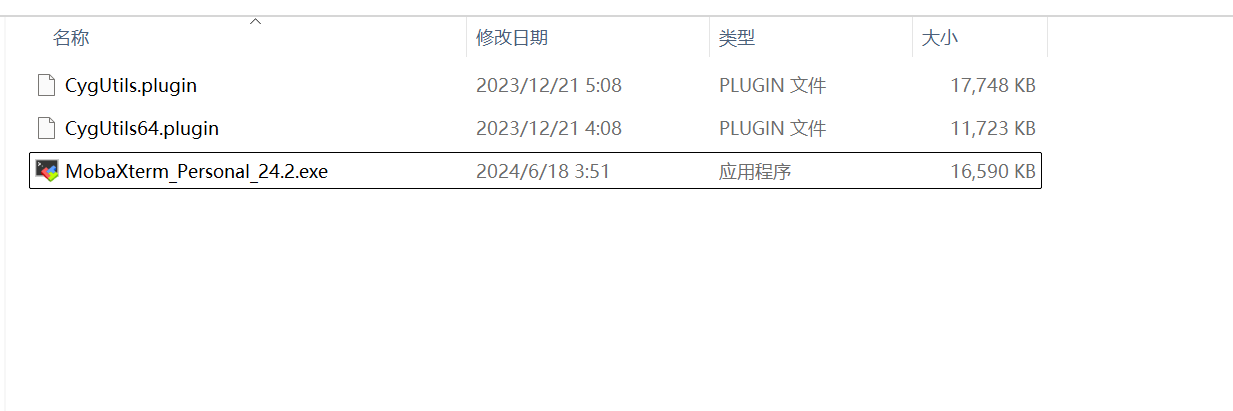 名称 修改日期 类型 大小
CygUtils.plugin 2023/12/21 5:08 PLUGIN 文件 17,748 KB
CygUtils64.plugin 2023/12/21 4:08 PLUGIN 文件 11,723 KB
MobaXterm_Personal_24.2.exe 2024/6/18 3:51 应用程序 16,590 KB